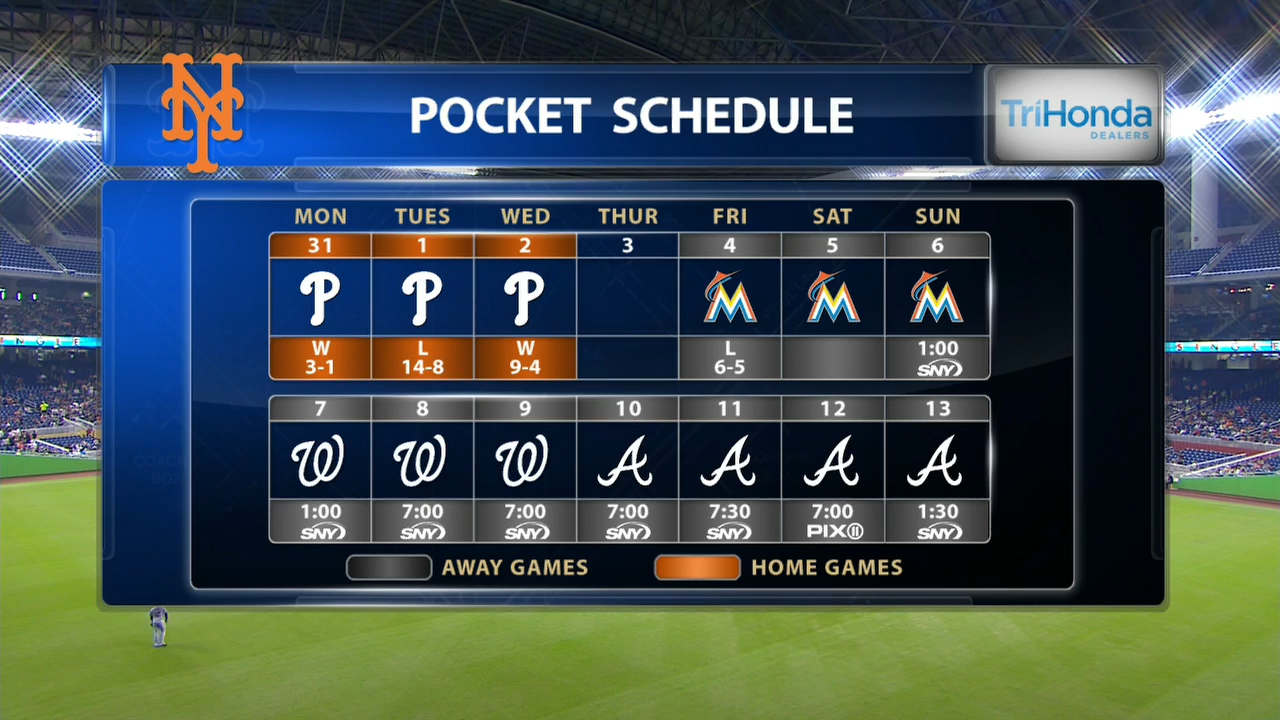 NY
POCKET SCHEDULE
TriHonda
DEALERS
MON TUES WED THUR FRI SAT SUN
31 1 2 3 4 5 6
P P P M M M
W L W L 1:00
3-1 14-8 9-4 6-5 SNY
7 8 9 10 11 12 13
W W W A A A A
1:00 7:00 7:00 7:00 7:30 7:00 1:30
SNY SNY SNY SNY SNY PIX11 SNY
AWAY GAMES HOME GAMES